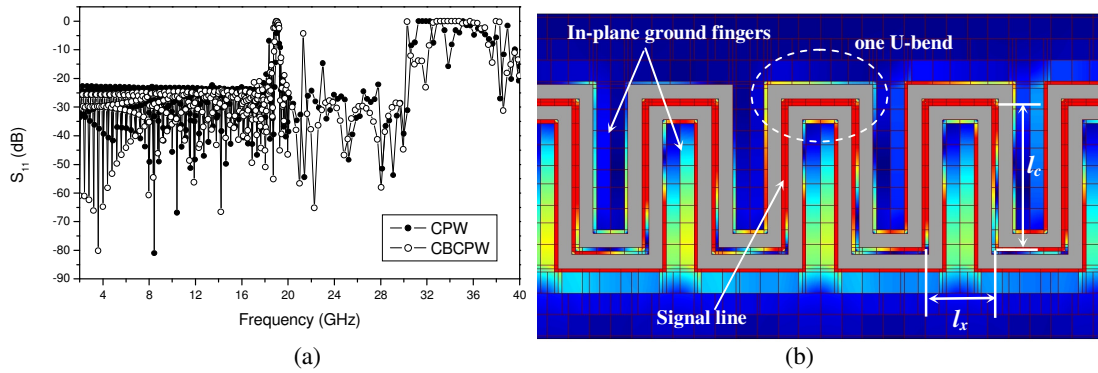 0
-10
-20
-30
-40
-50
-60
-70
-80
-90
S11 (dB)
CPW
CBCPW
4 8 12 16 20 24 28 32 36 40
Frequency (GHz)
(a)
In-plane ground fingers
one U-bend
lc
Signal line
lx
(b)